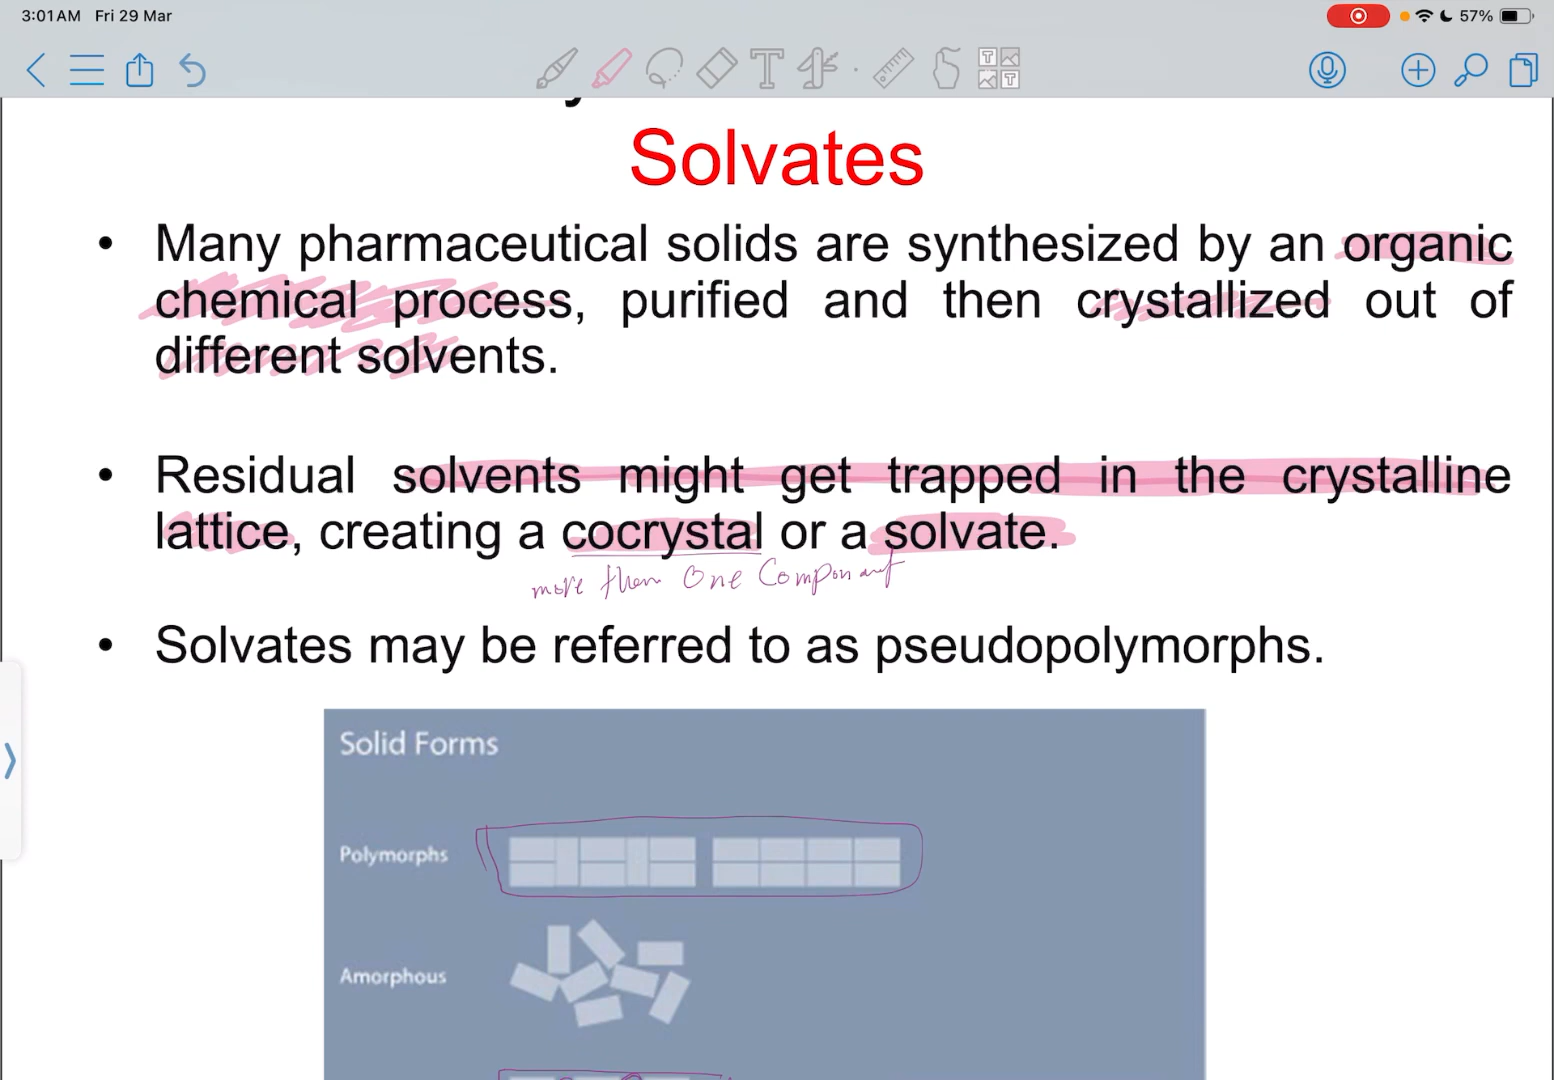 3:01 AM Fri 29 Mar
57%
Solvates
• Many pharmaceutical solids are synthesized by an organic
chemical process, purified and then crystallized out of
different solvents.
• Residual solvents might get trapped in the crystalline
lattice, creating a cocrystal or a solvate.
more then One Component
• Solvates may be referred to as pseudopolymorphs.
Solid Forms
Polymorphs
Amorphous